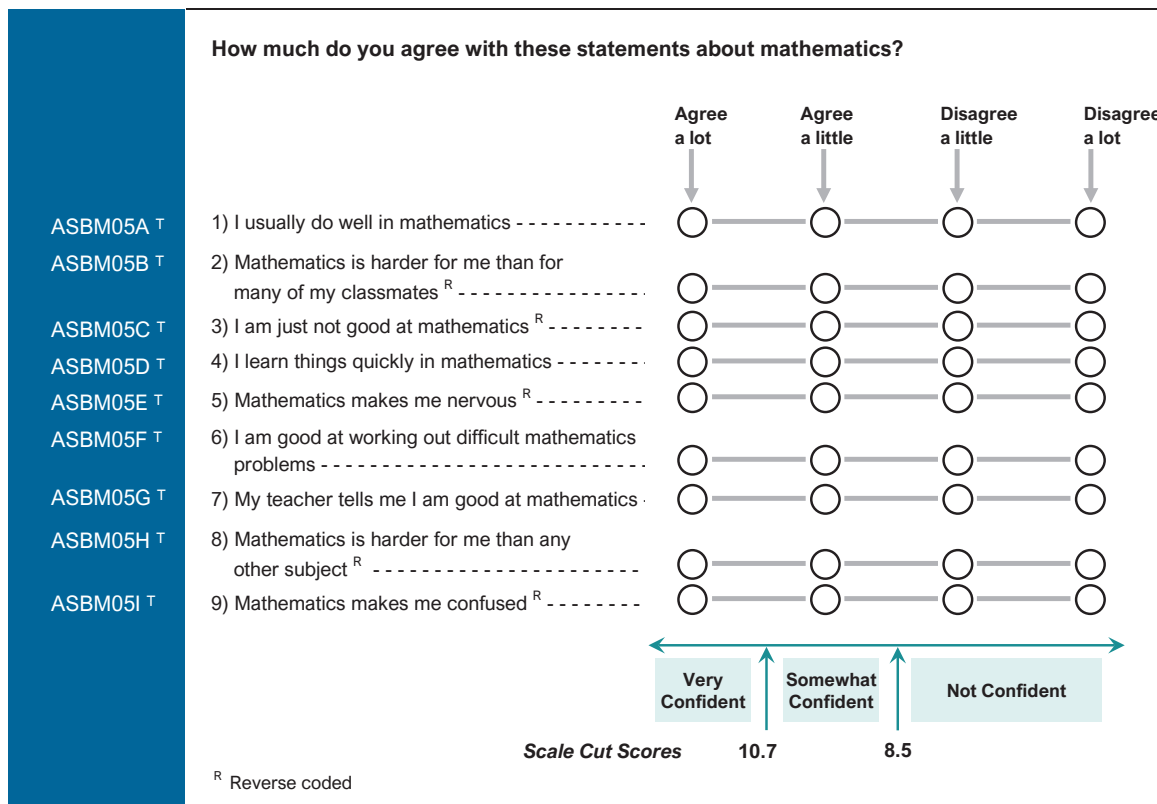 How much do you agree with these statements about mathematics?
Agree a lot
Agree a little
Disagree a little
Disagree a lot
ASBM05A ᵀ 1) I usually do well in mathematics - - - - - - - - - - -
ASBM05B ᵀ 2) Mathematics is harder for me than for
many of my classmates ᴿ - - - - - - - - - - - - - - - -
ASBM05C ᵀ 3) I am just not good at mathematics ᴿ - - - - - - - -
ASBM05D ᵀ 4) I learn things quickly in mathematics - - - - - - - -
ASBM05E ᵀ 5) Mathematics makes me nervous ᴿ - - - - - - - - -
ASBM05F ᵀ 6) I am good at working out difficult mathematics
problems - - - - - - - - - - - - - - - - - - - - - - - - - - - -
ASBM05G ᵀ 7) My teacher tells me I am good at mathematics -
ASBM05H ᵀ 8) Mathematics is harder for me than any
other subject ᴿ - - - - - - - - - - - - - - - - - - - - - - -
ASBM05I ᵀ 9) Mathematics makes me confused ᴿ - - - - - - - -
Very Confident
Somewhat Confident
Not Confident
Scale Cut Scores 10.7 8.5
ᴿ Reverse coded